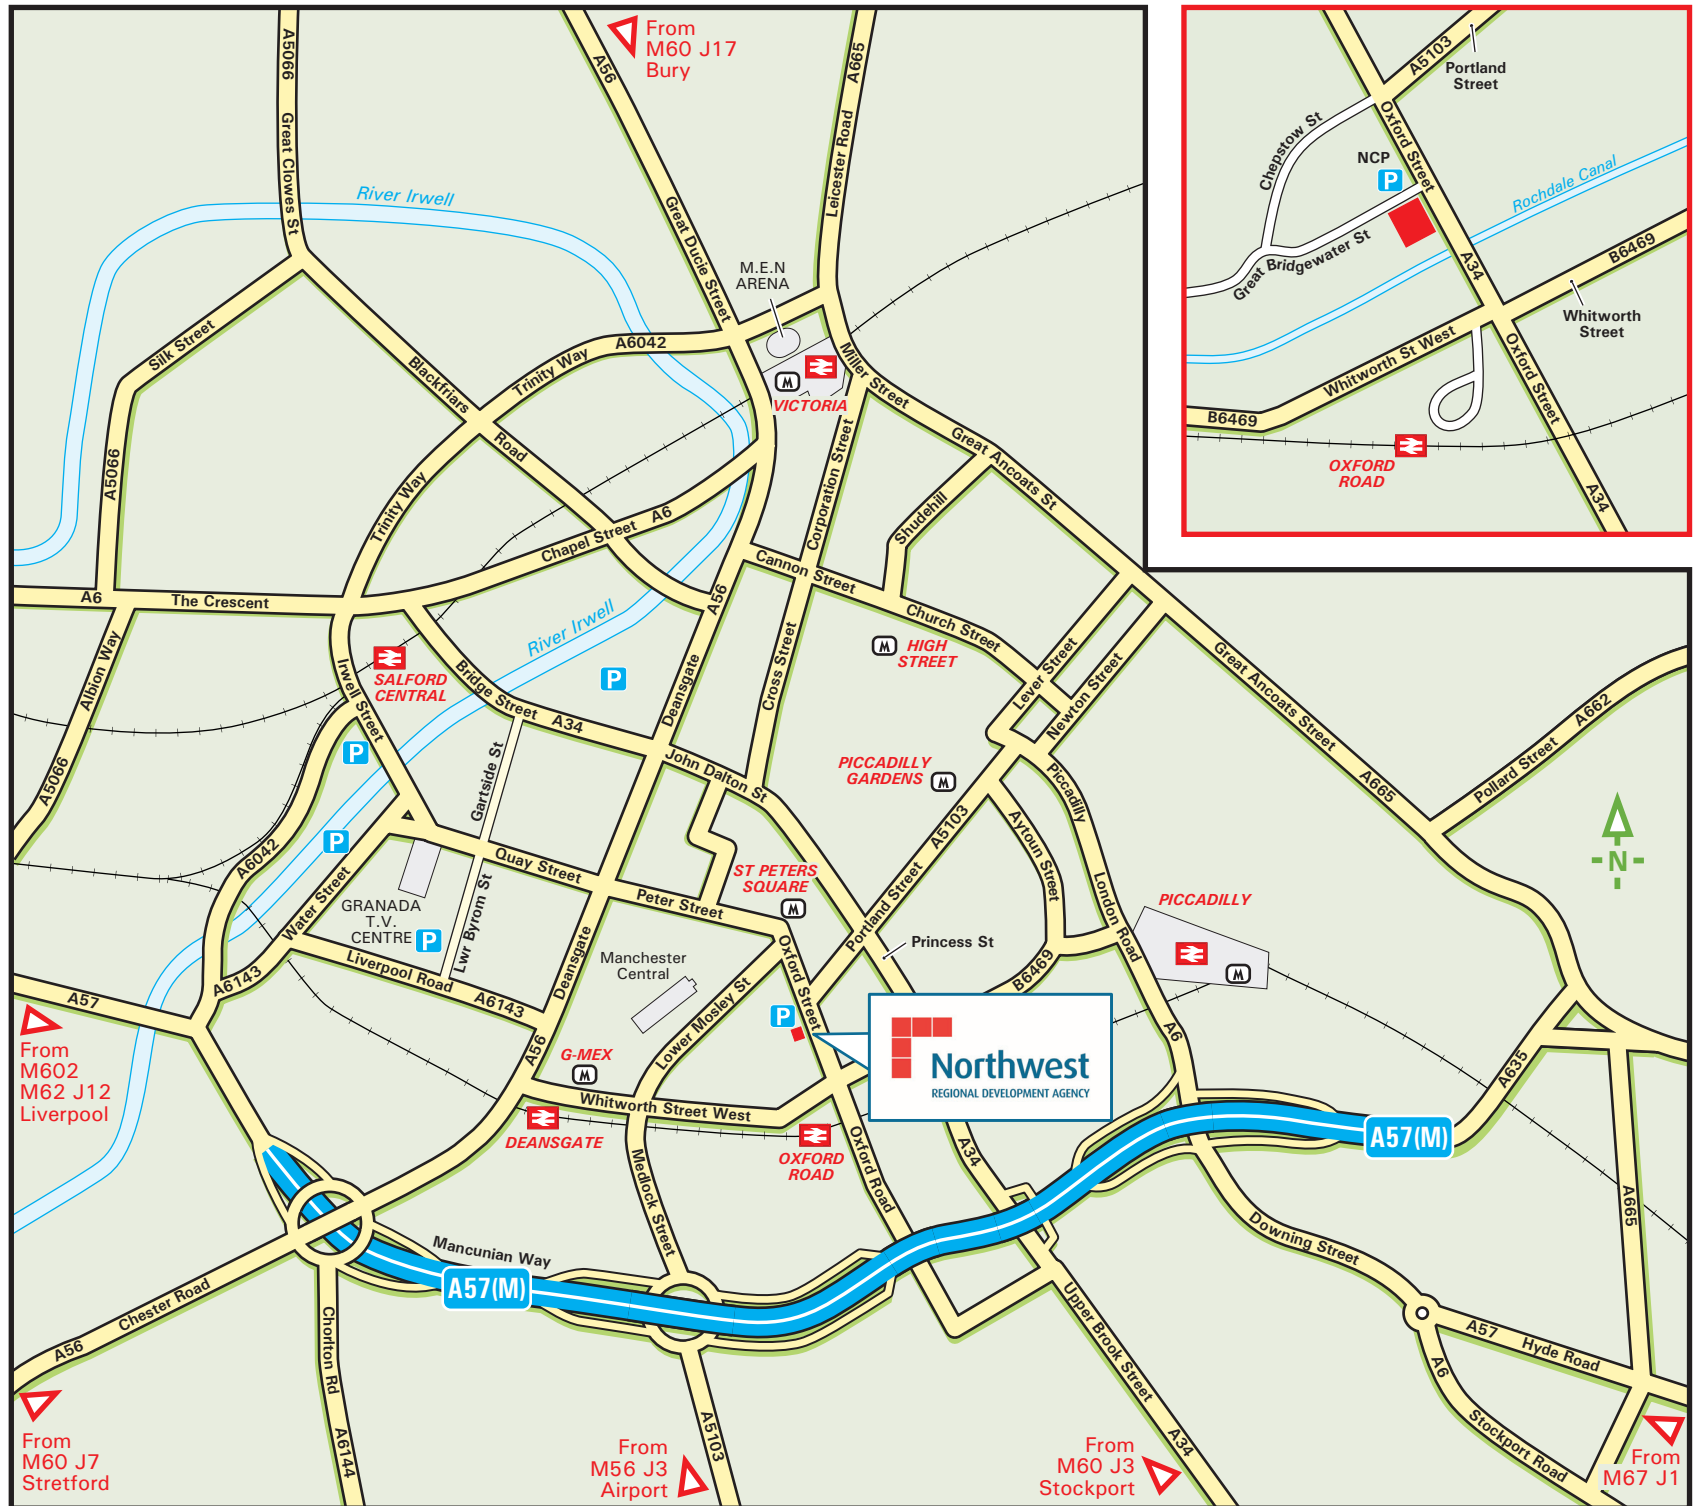 From
M60 J17
Bury
A5066
Great Clowes St
A56
Great Ducie Street
A665
Leicester Road
River Irwell
M.E.N
ARENA
Silk Street
Blackfriars
Road
Trinity Way
A6042
VICTORIA
Miller Street
Corporation Street
Great Ancoats St
Shudehill
A5066
Trinity Way
Chapel Street
A6
Cannon Street
Church Street
A56
A6
The Crescent
Albion Way
A5066
River Irwell
Irwell Street
SALFORD
CENTRAL
P
Bridge Street
A34
Deansgate
Cross Street
HIGH
STREET
Lever Street
Newton Street
Great Ancoats Street
A665
Pollard Street
A662
P
Gartside St
John Dalton St
PICCADILLY
GARDENS
Piccadilly
A5103
Aytoun Street
N
P
A6042
Water Street
Quay Street
Peter Street
ST PETERS
SQUARE
Portland Street
London Road
PICCADILLY
GRANADA
T.V.
CENTRE
P
Lwr Byrom St
Deansgate
Liverpool Road
A6143
A6143
Manchester
Central
Princess St
B6469
Oxford Street
Lower Mosley St
P
A57
From
M602
M62 J12
Liverpool
A56
G-MEX
Whitworth Street West
DEANSGATE
OXFORD
ROAD
Northwest
REGIONAL DEVELOPMENT AGENCY
A6
A635
A57(M)
Medlock Street
Oxford Road
A34
Mancunian Way
A57(M)
Chester Road
A56
Chorlton Rd
A6144
Downing Street
A665
Upper Brook Street
A34
A57
Hyde Road
A6
Stockport Road
A5103
From
M60 J7
Stretford
From
M56 J3
Airport
From
M60 J3
Stockport
From
M67 J1
A5103
Portland
Street
Chepstow St
Oxford Street
NCP
P
Rochdale Canal
Great Bridgewater St
A34
B6469
Whitworth
Street
Whitworth St West
Oxford Street
B6469
OXFORD
ROAD
A34
M
M
M
M
M
M